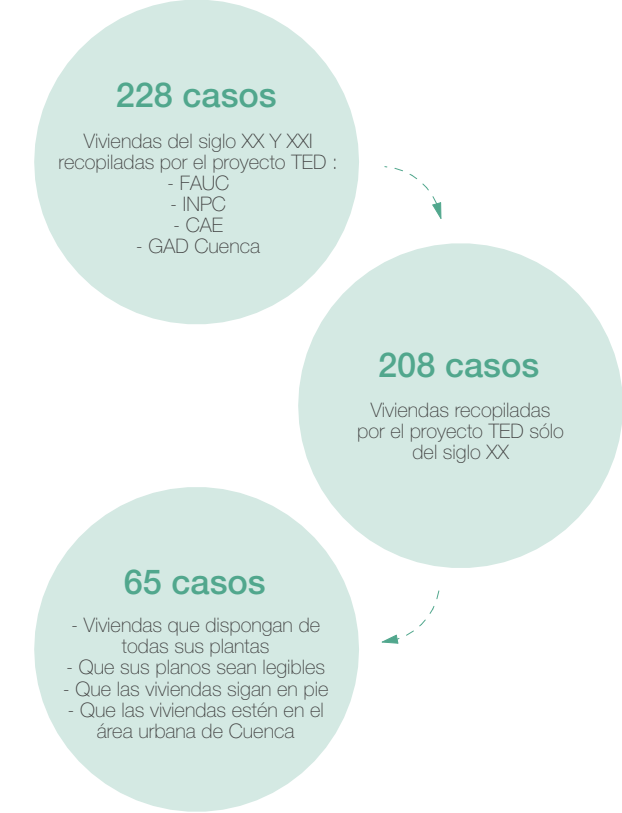 228 casos
Viviendas del siglo XX Y XXI
recopiladas por el proyecto TED :
- FAUC
- INPC
- CAE
- GAD Cuenca
208 casos
Viviendas recopiladas
por el proyecto TED sólo
del siglo XX
65 casos
- Viviendas que dispongan de
todas sus plantas
- Que sus planos sean legibles
- Que las viviendas sigan en pie
- Que las viviendas estén en el
área urbana de Cuenca